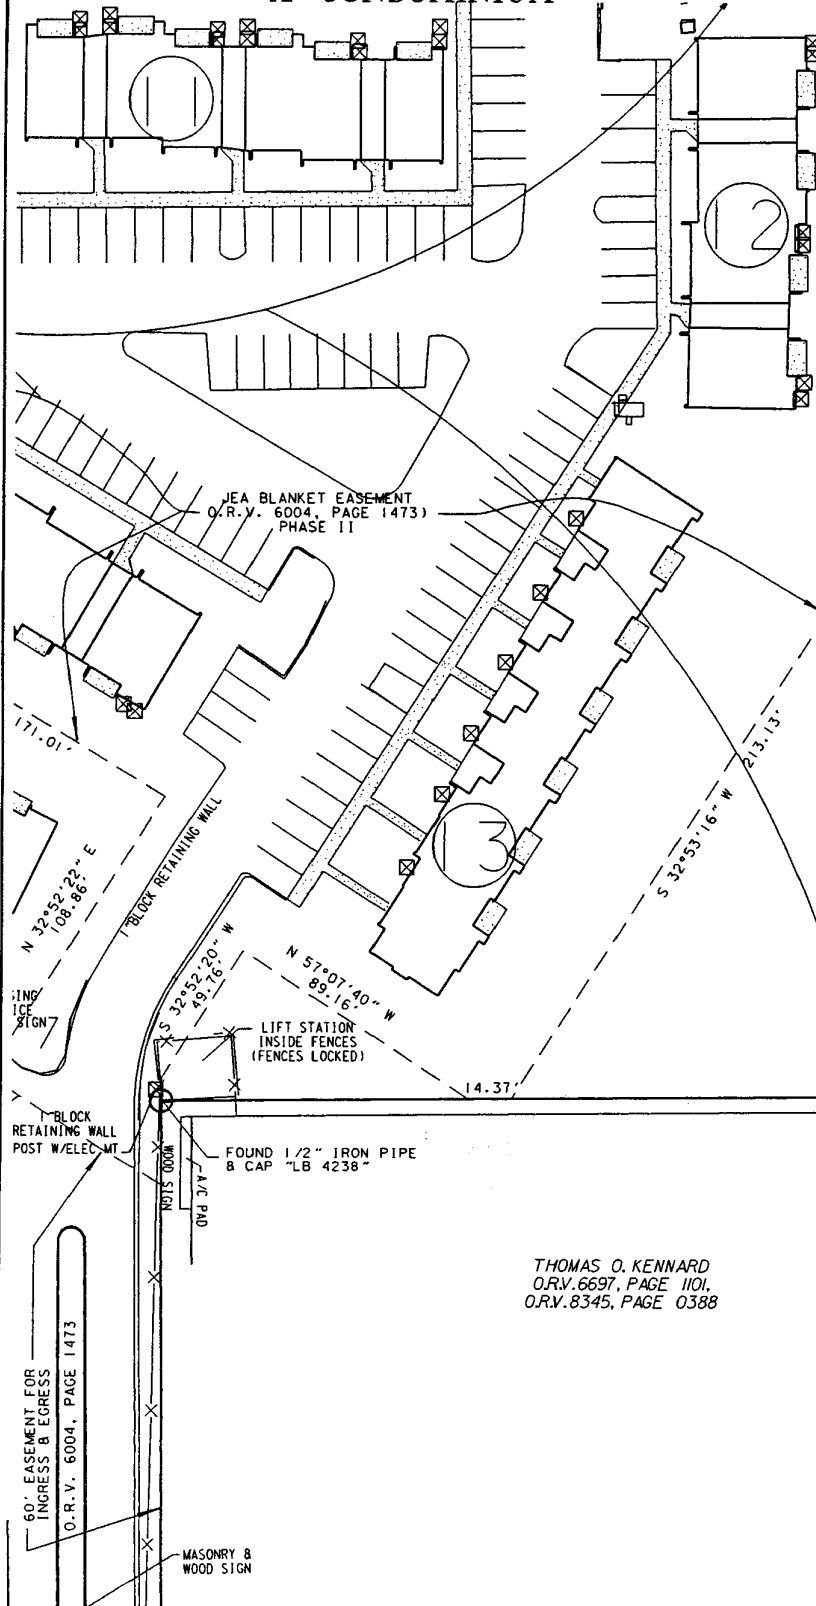 CONDOMINIUM
11
12
JEA BLANKET EASEMENT
O.R.V. 6004, PAGE 1473)
PHASE II
171.01'
S 32°53'16" W 213.13'
13
1' BLOCK RETAINING WALL
N 32°52'22" E
108.86'
S 32°52'20" W
49.76'
N 57°07'40" W
89.16'
SIGN
LIFT STATION
INSIDE FENCES
(FENCES LOCKED)
14.37'
1' BLOCK
RETAINING WALL
POST W/ELEC MT
FOUND 1/2" IRON PIPE
& CAP "LB 4238"
WOOD SIGN
A/C PAD
THOMAS O. KENNARD
O.R.V.6697, PAGE 1101,
O.R.V.8345, PAGE 0388
60' EASEMENT FOR
INGRESS & EGRESS
O.R.V. 6004, PAGE 1473
MASONRY &
WOOD SIGN